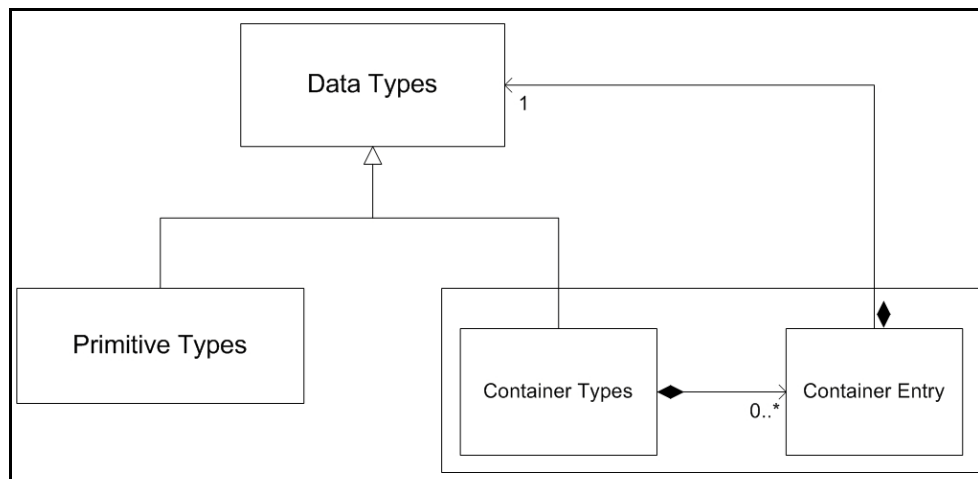 Data Types
1
Primitive Types
Container Types
0..*
Container Entry